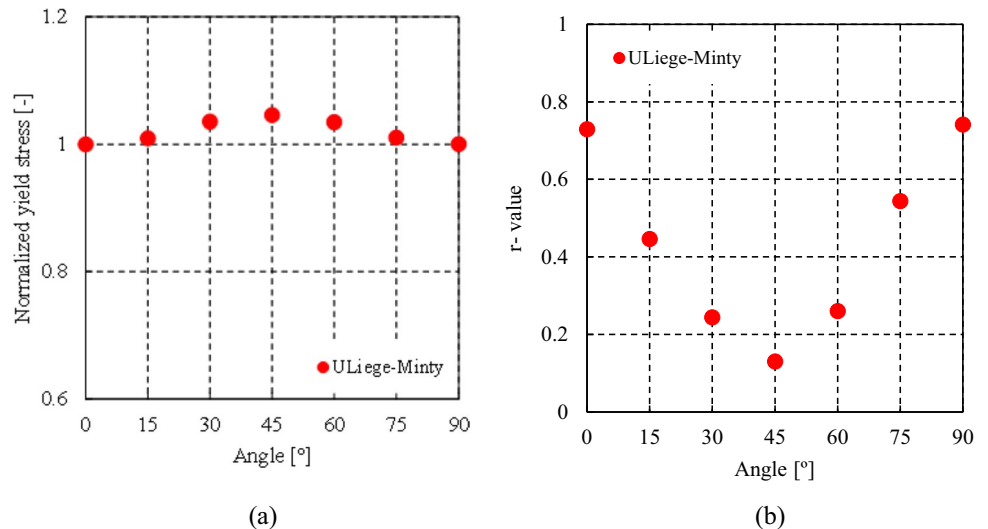 1.2
1
0.8
0.6
Normalized yield stress [-]
ULiege-Minty
0 15 30 45 60 75 90
Angle [°]
(a)
1
0.8
0.6
0.4
0.2
0
r- value
ULiege-Minty
0 15 30 45 60 75 90
Angle [º]
(b)